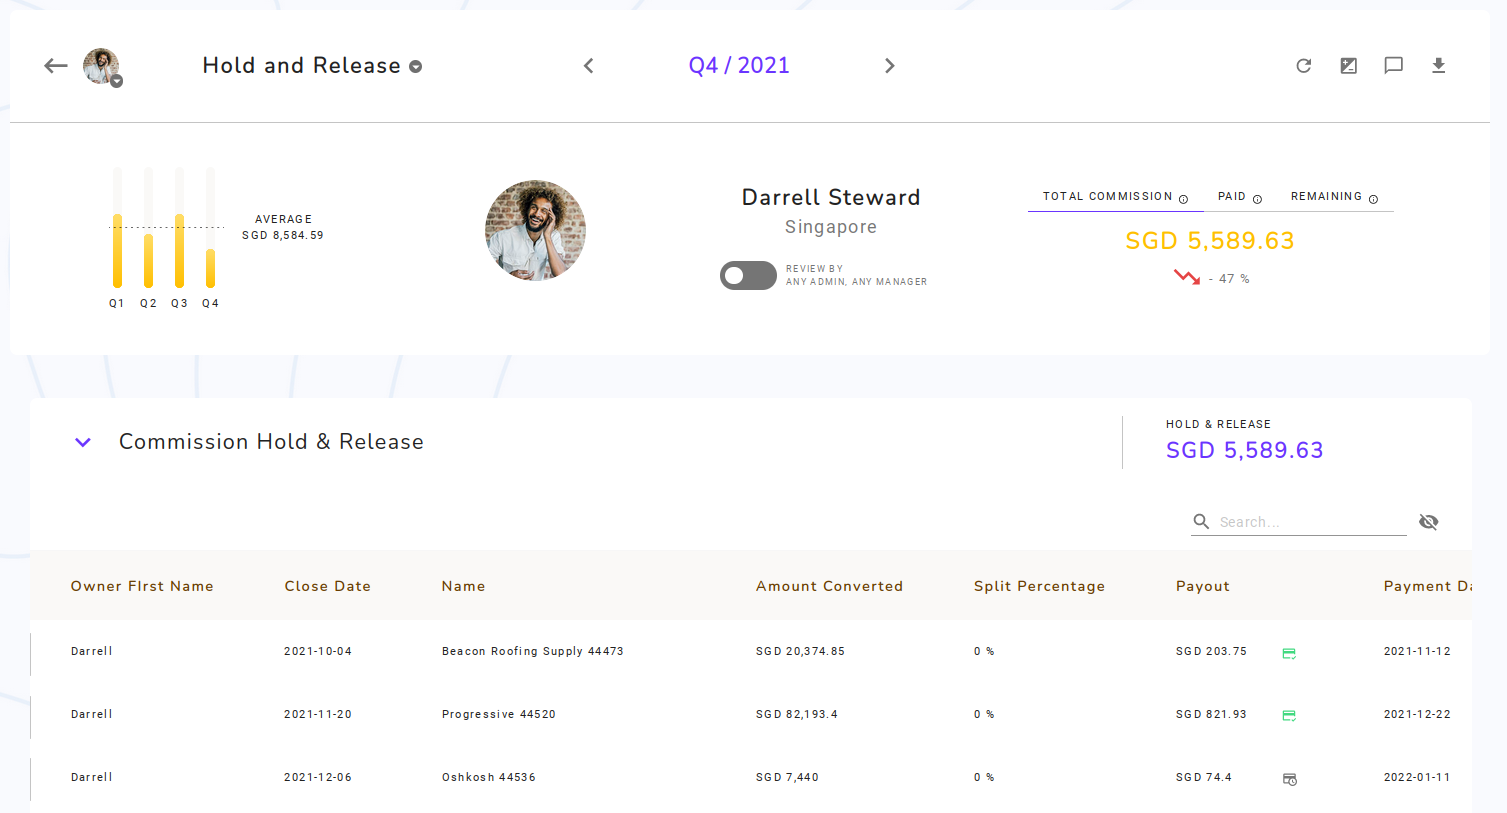 Hold and Release
Q4 / 2021
AVERAGE
SGD 8,584.59
Q1 Q2 Q3 Q4
Darrell Steward
Singapore
REVIEW BY
ANY ADMIN, ANY MANAGER
TOTAL COMMISSION PAID REMAINING
SGD 5,589.63
- 47 %
Commission Hold & Release
HOLD & RELEASE
SGD 5,589.63
Search...
Owner FIrst Name Close Date Name Amount Converted Split Percentage Payout Payment Da
Darrell 2021-10-04 Beacon Roofing Supply 44473 SGD 20,374.85 0 % SGD 203.75 2021-11-12
Darrell 2021-11-20 Progressive 44520 SGD 82,193.4 0 % SGD 821.93 2021-12-22
Darrell 2021-12-06 Oshkosh 44536 SGD 7,440 0 % SGD 74.4 2022-01-11